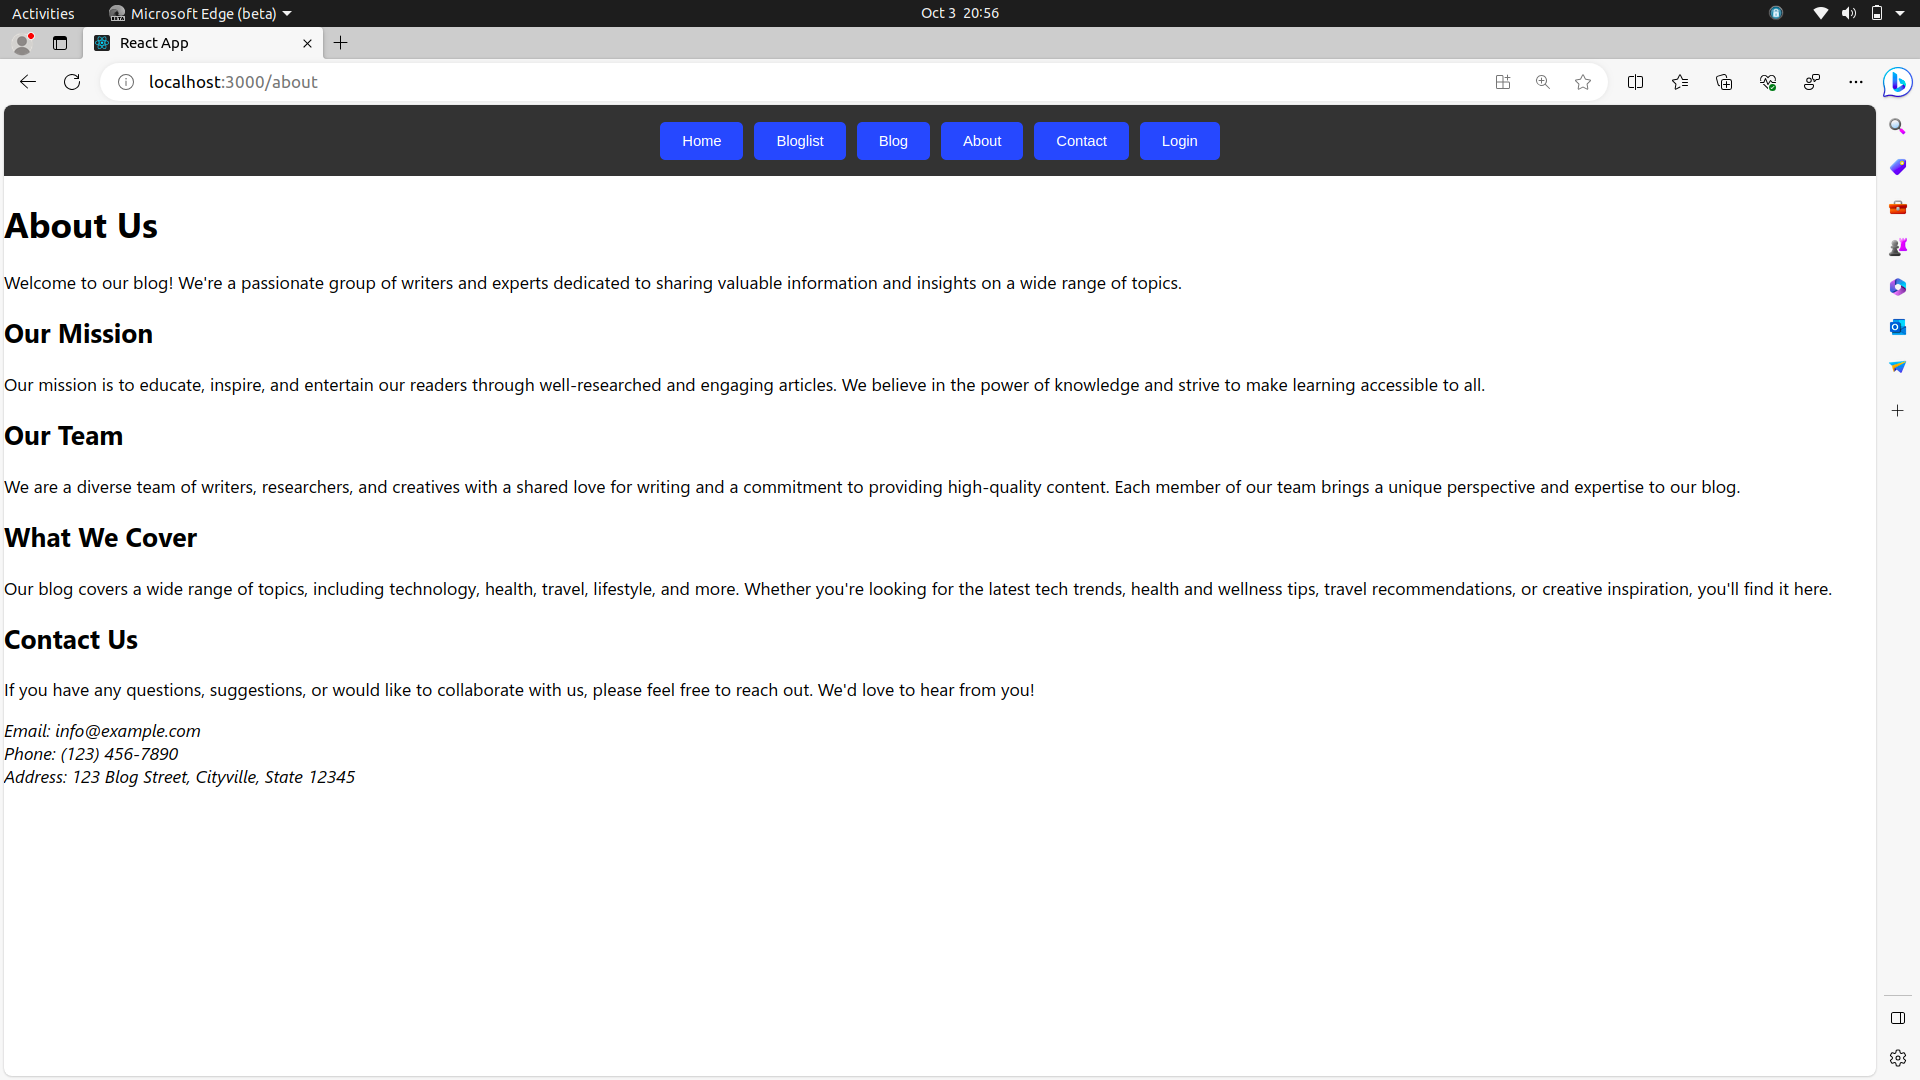 Activities
Microsoft Edge (beta)
Oct 3 20:56
React App
localhost:3000/about
Home
Bloglist
Blog
About
Contact
Login
About Us
Welcome to our blog! We're a passionate group of writers and experts dedicated to sharing valuable information and insights on a wide range of topics.
Our Mission
Our mission is to educate, inspire, and entertain our readers through well-researched and engaging articles. We believe in the power of knowledge and strive to make learning accessible to all.
Our Team
We are a diverse team of writers, researchers, and creatives with a shared love for writing and a commitment to providing high-quality content. Each member of our team brings a unique perspective and expertise to our blog.
What We Cover
Our blog covers a wide range of topics, including technology, health, travel, lifestyle, and more. Whether you're looking for the latest tech trends, health and wellness tips, travel recommendations, or creative inspiration, you'll find it here.
Contact Us
If you have any questions, suggestions, or would like to collaborate with us, please feel free to reach out. We'd love to hear from you!
Email: info@example.com
Phone: (123) 456-7890
Address: 123 Blog Street, Cityville, State 12345